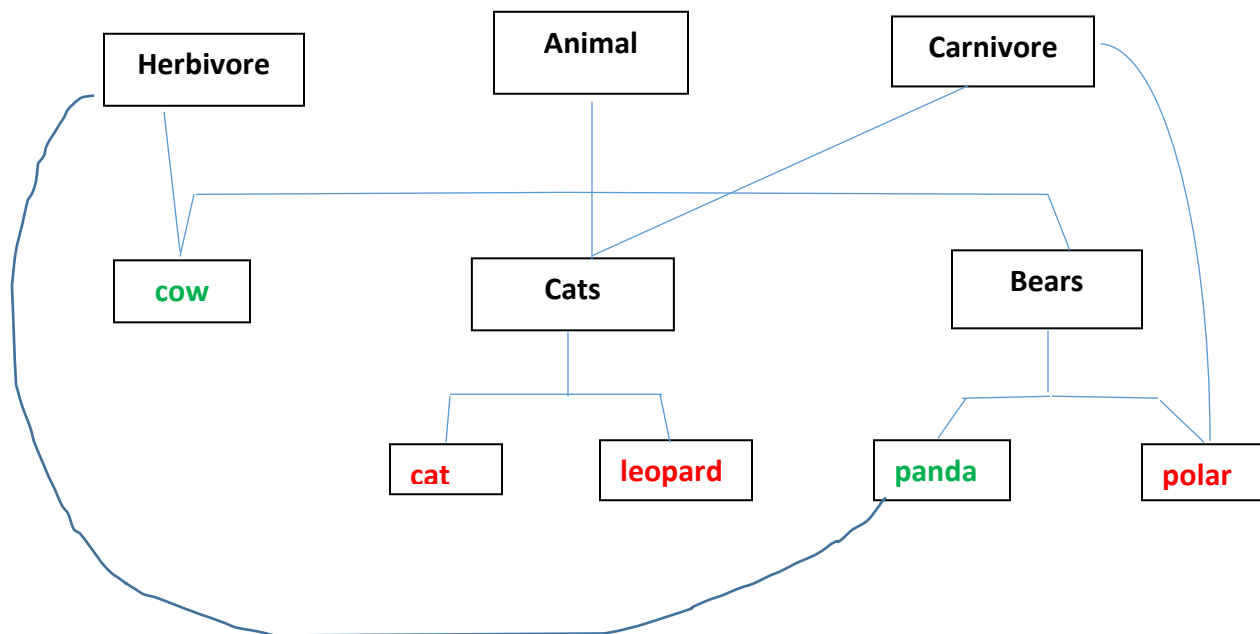 Herbivore
Animal
Carnivore
cow
Cats
Bears
cat
leopard
panda
polar